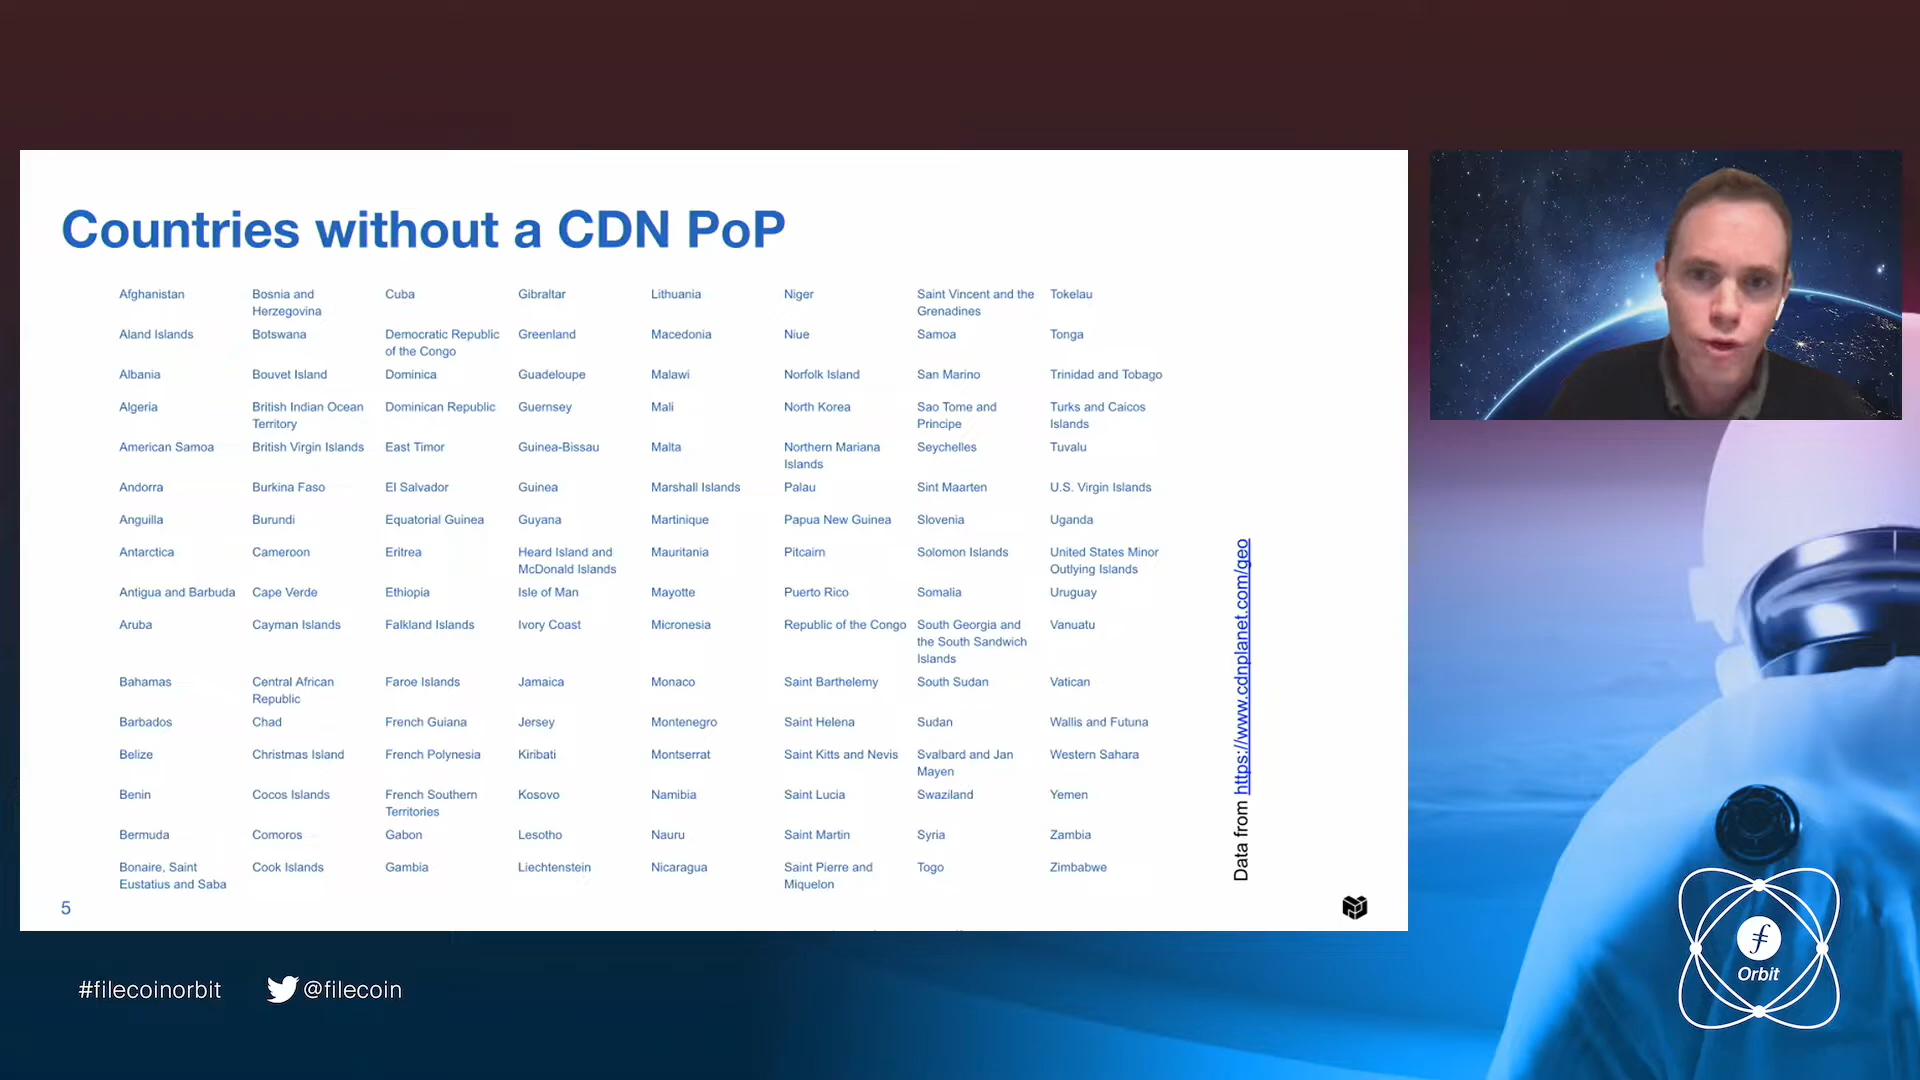 Countries without a CDN PoP
Afghanistan
Aland Islands
Albania
Algeria
American Samoa
Andorra
Anguilla
Antarctica
Antigua and Barbuda
Aruba
Bahamas
Barbados
Belize
Benin
Bermuda
Bonaire, Saint
Eustatius and Saba
Bosnia and
Herzegovina
Botswana
Bouvet Island
British Indian Ocean
Territory
British Virgin Islands
Burkina Faso
Burundi
Cameroon
Cape Verde
Cayman Islands
Central African
Republic
Chad
Christmas Island
Cocos Islands
Comoros
Cook Islands
Cuba
Democratic Republic
of the Congo
Dominica
Dominican Republic
East Timor
El Salvador
Equatorial Guinea
Eritrea
Ethiopia
Falkland Islands
Faroe Islands
French Guiana
French Polynesia
French Southern
Territories
Gabon
Gambia
Gibraltar
Greenland
Guadeloupe
Guernsey
Guinea-Bissau
Guinea
Guyana
Heard Island and
McDonald Islands
Isle of Man
Ivory Coast
Jamaica
Jersey
Kiribati
Kosovo
Lesotho
Liechtenstein
Lithuania
Macedonia
Malawi
Mali
Malta
Marshall Islands
Martinique
Mauritania
Mayotte
Micronesia
Monaco
Montenegro
Montserrat
Namibia
Nauru
Nicaragua
Niger
Niue
Norfolk Island
North Korea
Northern Mariana
Islands
Palau
Papua New Guinea
Pitcairn
Puerto Rico
Republic of the Congo
Saint Barthelemy
Saint Helena
Saint Kitts and Nevis
Saint Lucia
Saint Martin
Saint Pierre and
Miquelon
Saint Vincent and the
Grenadines
Samoa
San Marino
Sao Tome and
Principe
Seychelles
Sint Maarten
Slovenia
Solomon Islands
Somalia
South Georgia and
the South Sandwich
Islands
South Sudan
Sudan
Svalbard and Jan
Mayen
Swaziland
Syria
Togo
Tokelau
Tonga
Trinidad and Tobago
Turks and Caicos
Islands
Tuvalu
U.S. Virgin Islands
Uganda
United States Minor
Outlying Islands
Uruguay
Vanuatu
Vatican
Wallis and Futuna
Western Sahara
Yemen
Zambia
Zimbabwe
Data from https://www.cdnplanet.com/geo
5
#filecoinorbit
@filecoin
Orbit